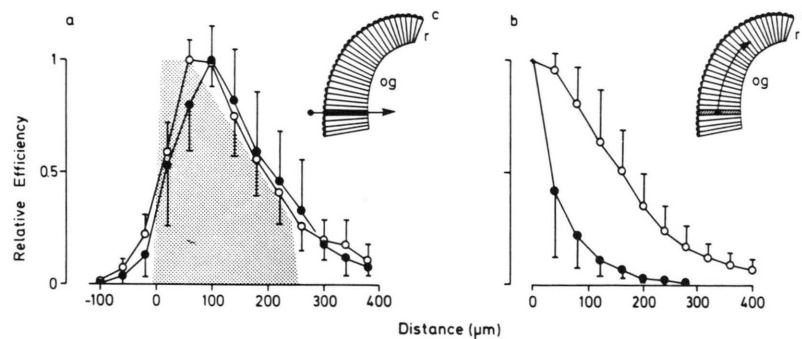 a
c
r
og
b
r
og
Relative Efficiency
1
0.5
0
-100
0
100
200
300
0
100
200
300
400
Distance (μm)